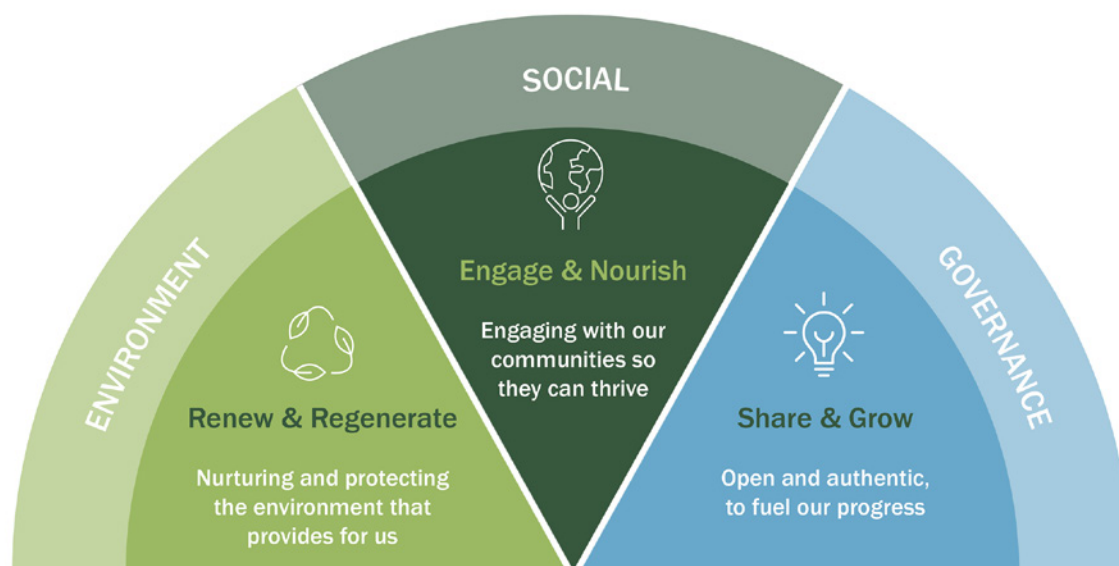 ENVIRONMENT
Renew & Regenerate
Nurturing and protecting
the environment that
provides for us
SOCIAL
Engage & Nourish
Engaging with our
communities so
they can thrive
GOVERNANCE
Share & Grow
Open and authentic,
to fuel our progress